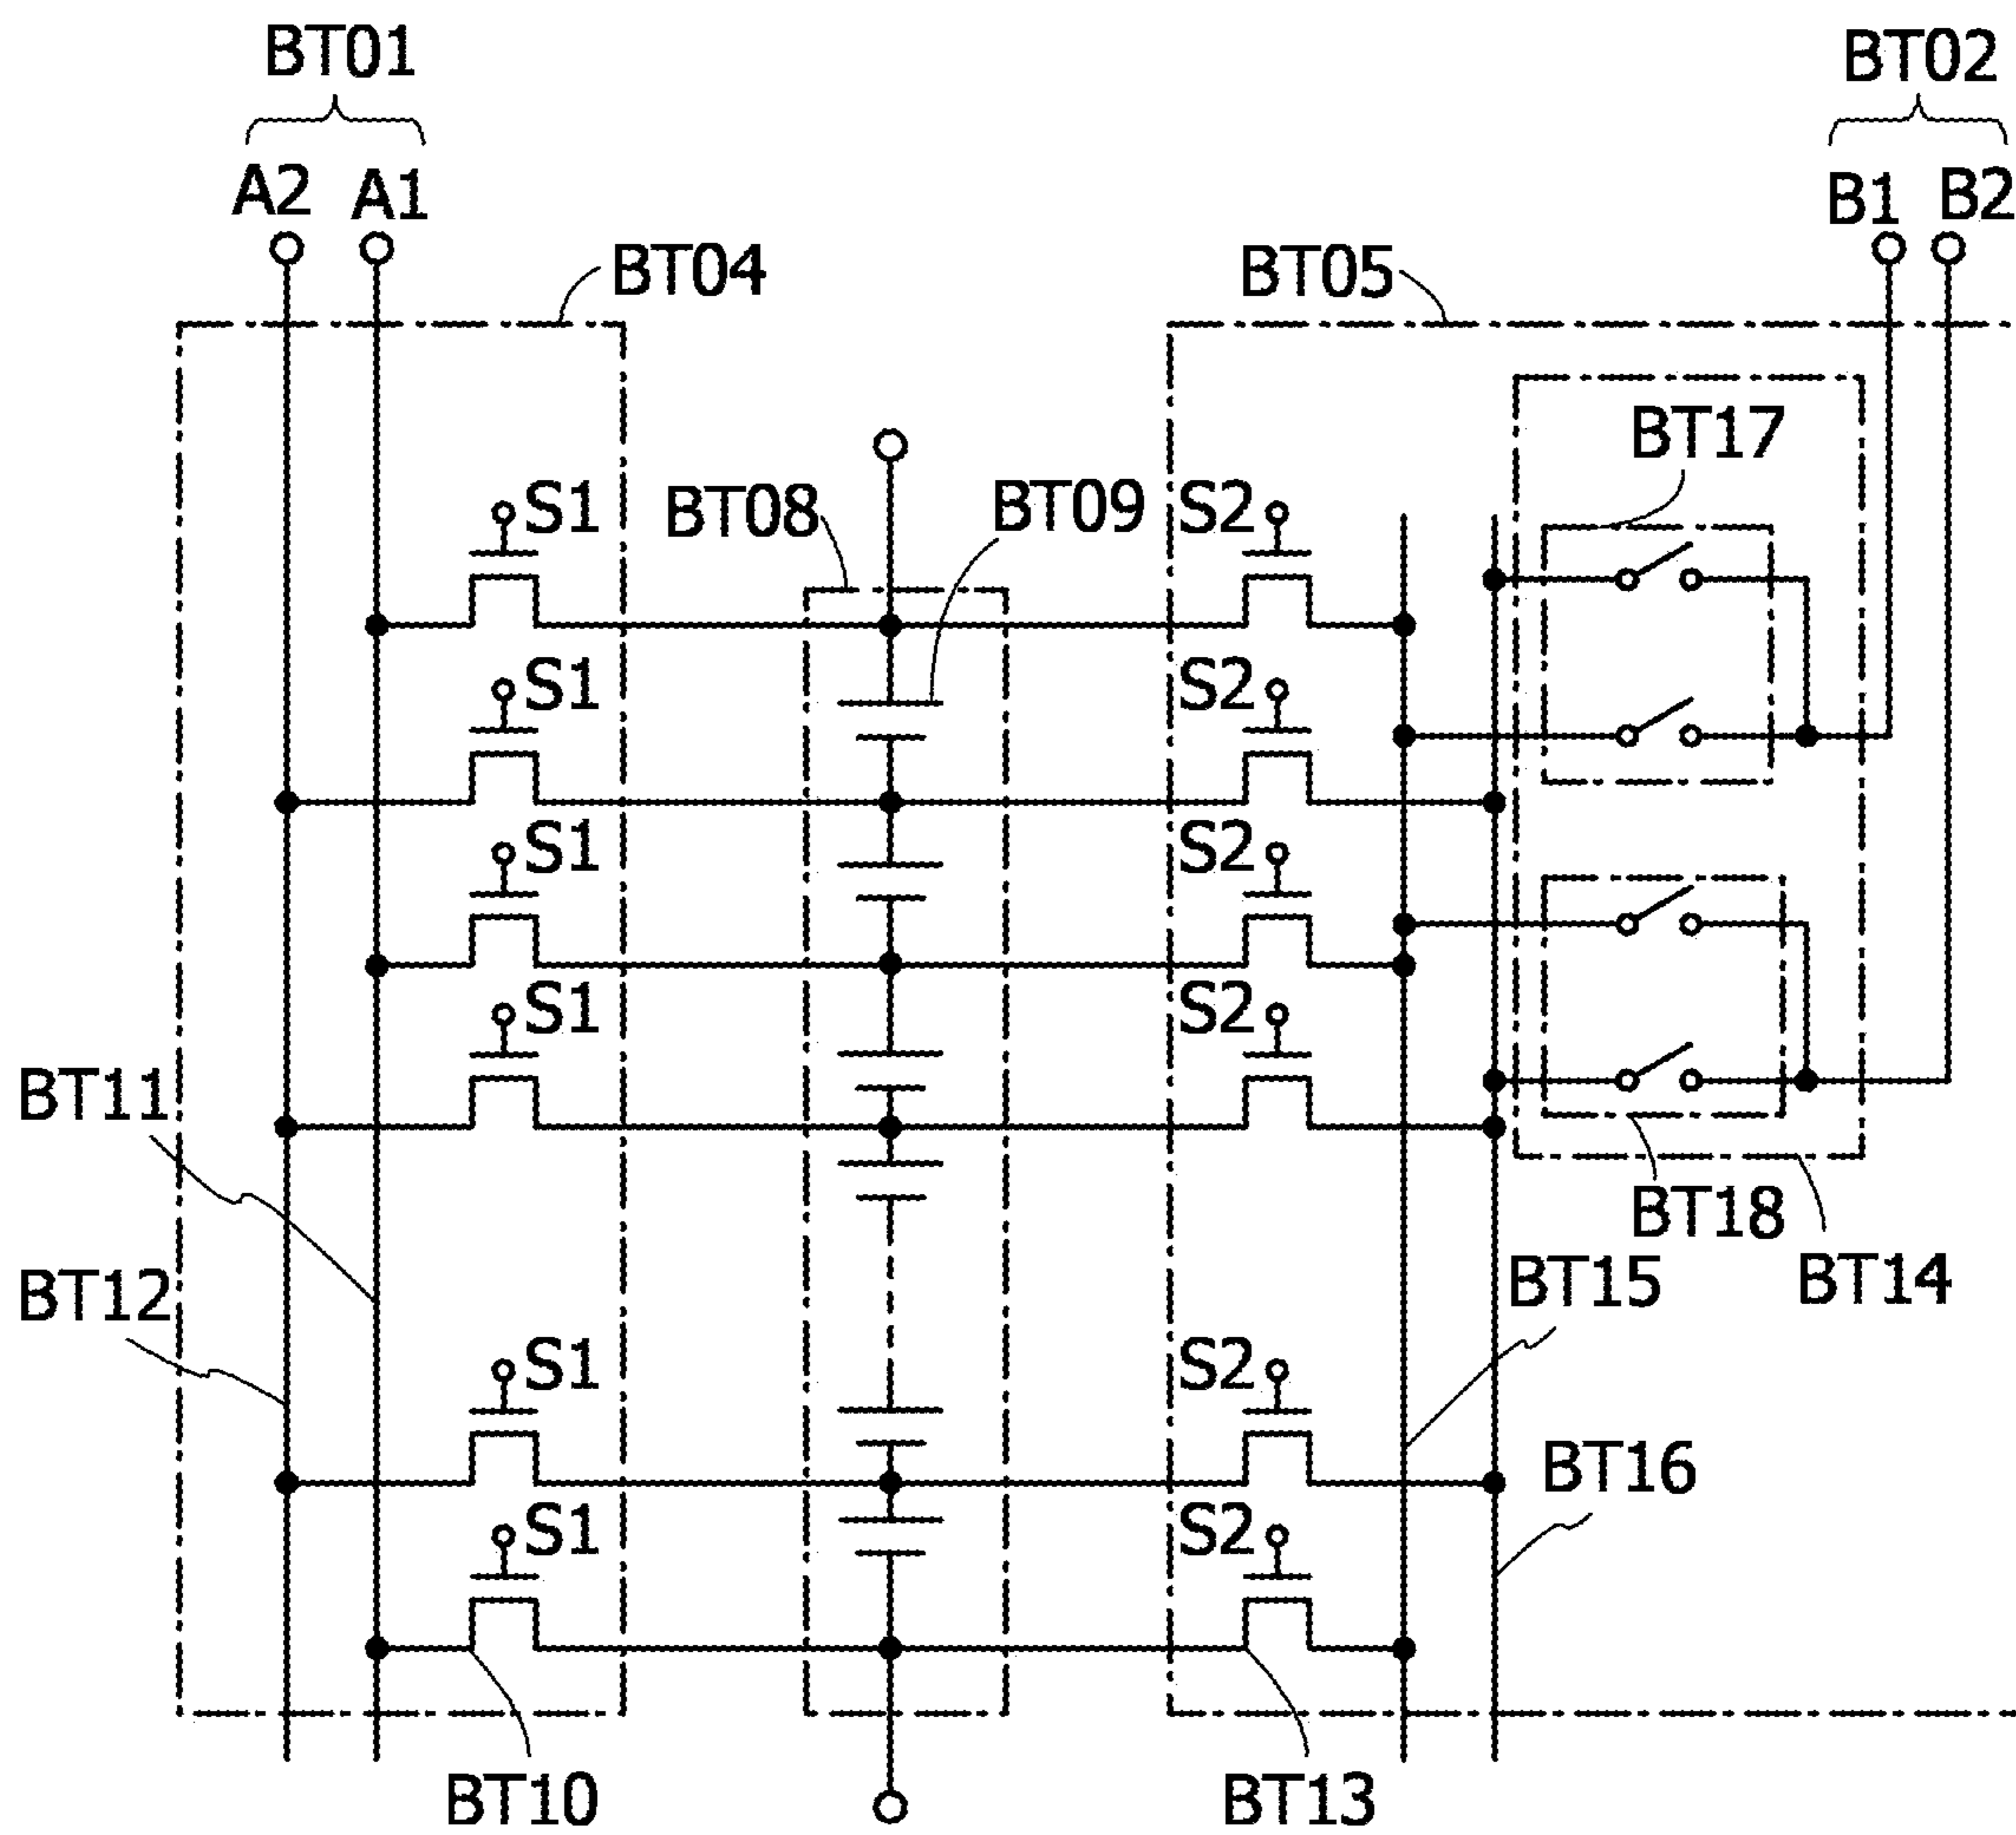 BT01
BT02
A2 A1
B1 B2
BT04
BT05
BT17
S1
BT08
BT09
S2
S1
S2
S1
S2
S1
S2
BT11
BT18
BT14
BT12
BT15
S1
S2
BT16
S1
S2
BT10
BT13